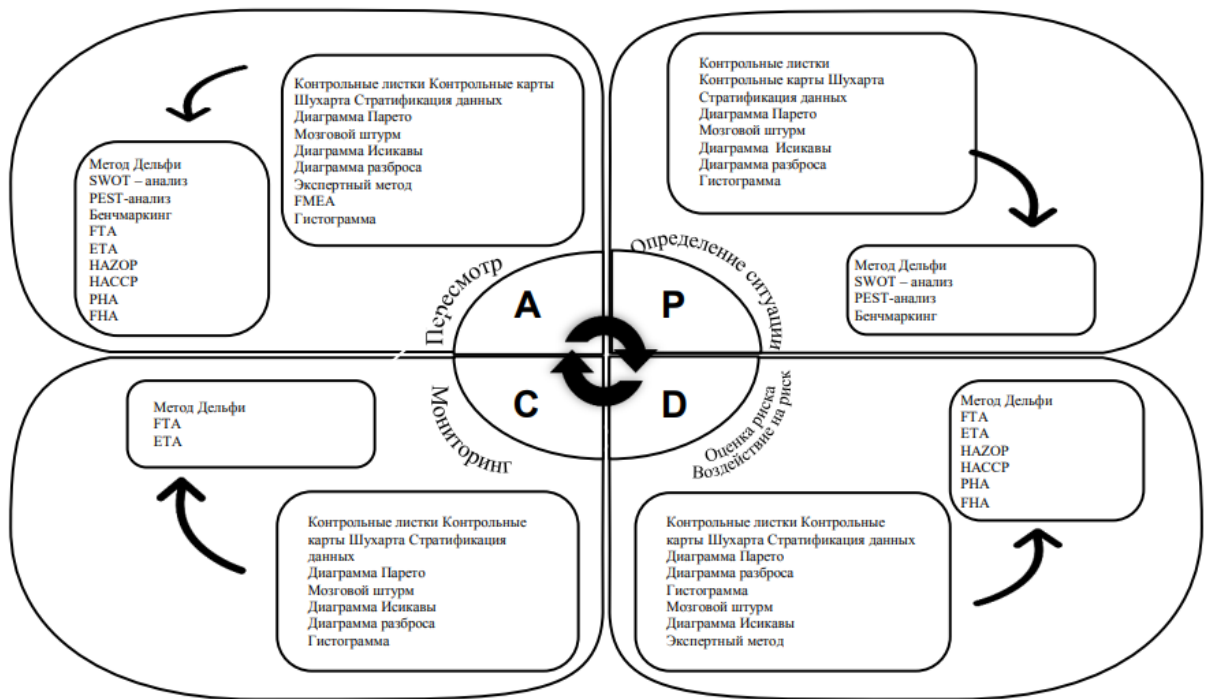 Контрольные листки Контрольные карты
Шухарта Стратификация данных
Диаграмма Парето
Мозговой штурм
Диаграмма Исикавы
Диаграмма разброса
Экспертный метод
FMEA
Гистограмма
Метод Дельфи
SWOT – анализ
PEST-анализ
Бенчмаркинг
FTA
ETA
HAZOP
HACCP
PHA
FHA
Контрольные листки
Контрольные карты Шухарта
Стратификация данных
Диаграмма Парето
Мозговой штурм
Диаграмма Исикавы
Диаграмма разброса
Гистограмма
Метод Дельфи
SWOT – анализ
PEST-анализ
Бенчмаркинг
Пересмотр
A
P
Определение ситуации
Мониторинг
C
D
Оценка риска
Воздействие на риск
Метод Дельфи
FTA
ETA
Контрольные листки Контрольные
карты Шухарта Стратификация
данных
Диаграмма Парето
Мозговой штурм
Диаграмма Исикавы
Диаграмма разброса
Гистограмма
Метод Дельфи
FTA
ETA
HAZOP
HACCP
PHA
FHA
Контрольные листки Контрольные
карты Шухарта Стратификация данных
Диаграмма Парето
Диаграмма разброса
Гистограмма
Мозговой штурм
Диаграмма Исикавы
Экспертный метод